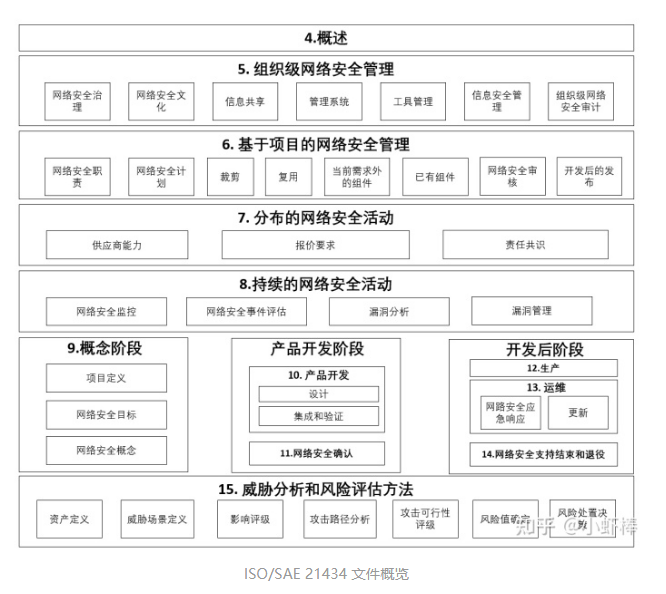 4.概述
5. 组织级网络安全管理
网络安全治
理
网络安全文
化
信息共享
管理系统
工具管理
信息安全管
理
组织级网络
安全审计
6. 基于项目的网络安全管理
网络安全职
责
网络安全计
划
裁剪
复用
当前需求外
的组件
已有组件
网络安全审
核
开发后的发
布
7. 分布的网络安全活动
供应商能力
报价要求
责任共识
8.持续的网络安全活动
网络安全监控
网络安全事件评估
漏洞分析
漏洞管理
9.概念阶段
项目定义
网络安全目标
网络安全概念
产品开发阶段
10. 产品开发
设计
集成和验证
11.网络安全确认
开发后阶段
12.生产
13. 运维
网路安全应
急响应
更新
14.网络安全支持结束和退役
15. 威胁分析和风险评估方法
资产定义
威胁场景定义
影响评级
攻击路径分析
攻击可行性
评级
风险值确定
风险处置决
策
知乎 @小虾棒
ISO/SAE 21434 文件概览